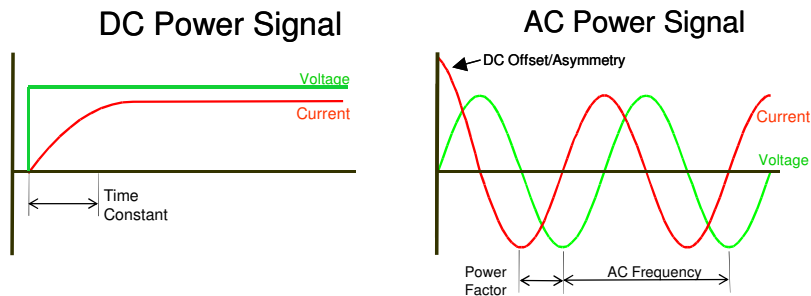 DC Power Signal
Voltage
Current
Time
Constant
AC Power Signal
DC Offset/Asymmetry
Current
Voltage
Power
Factor
AC Frequency